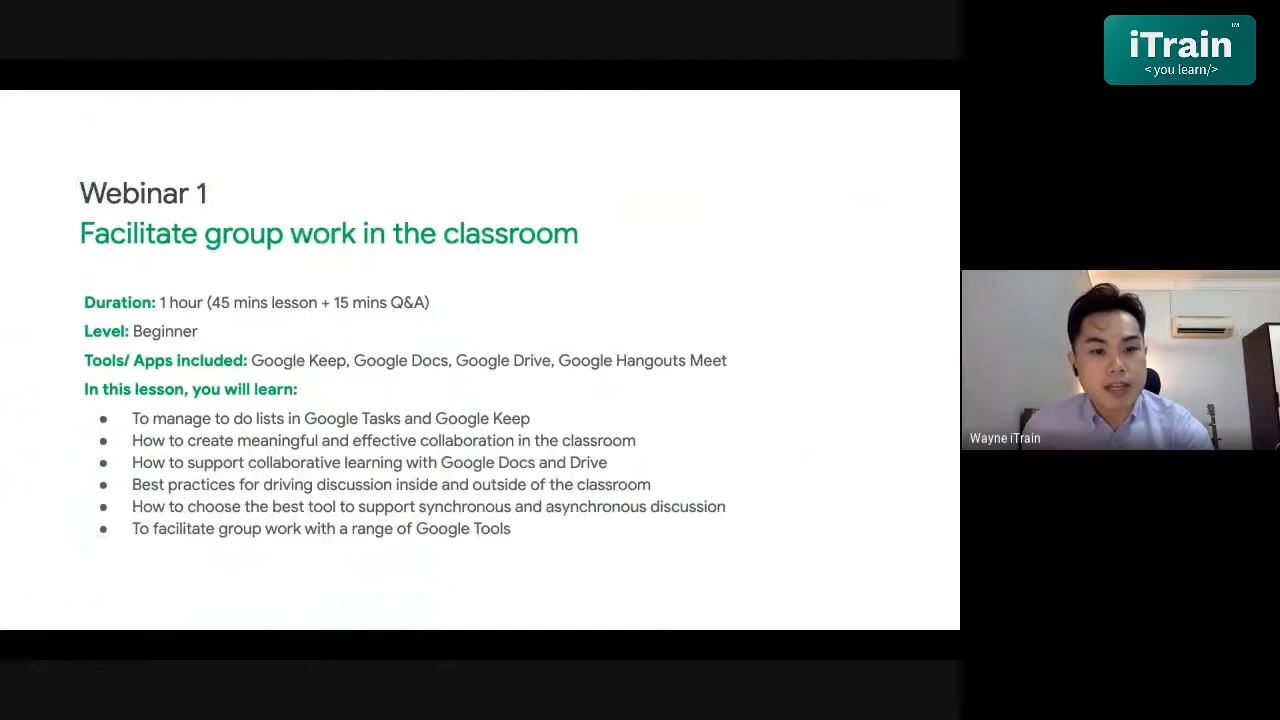 iTrain™
< you learn/>
Webinar 1
Facilitate group work in the classroom
Duration: 1 hour (45 mins lesson + 15 mins Q&A)
Level: Beginner
Tools/ Apps included: Google Keep, Google Docs, Google Drive, Google Hangouts Meet
In this lesson, you will learn:
● To manage to do lists in Google Tasks and Google Keep
● How to create meaningful and effective collaboration in the classroom
● How to support collaborative learning with Google Docs and Drive
● Best practices for driving discussion inside and outside of the classroom
● How to choose the best tool to support synchronous and asynchronous discussion
● To facilitate group work with a range of Google Tools
Wayne iTrain